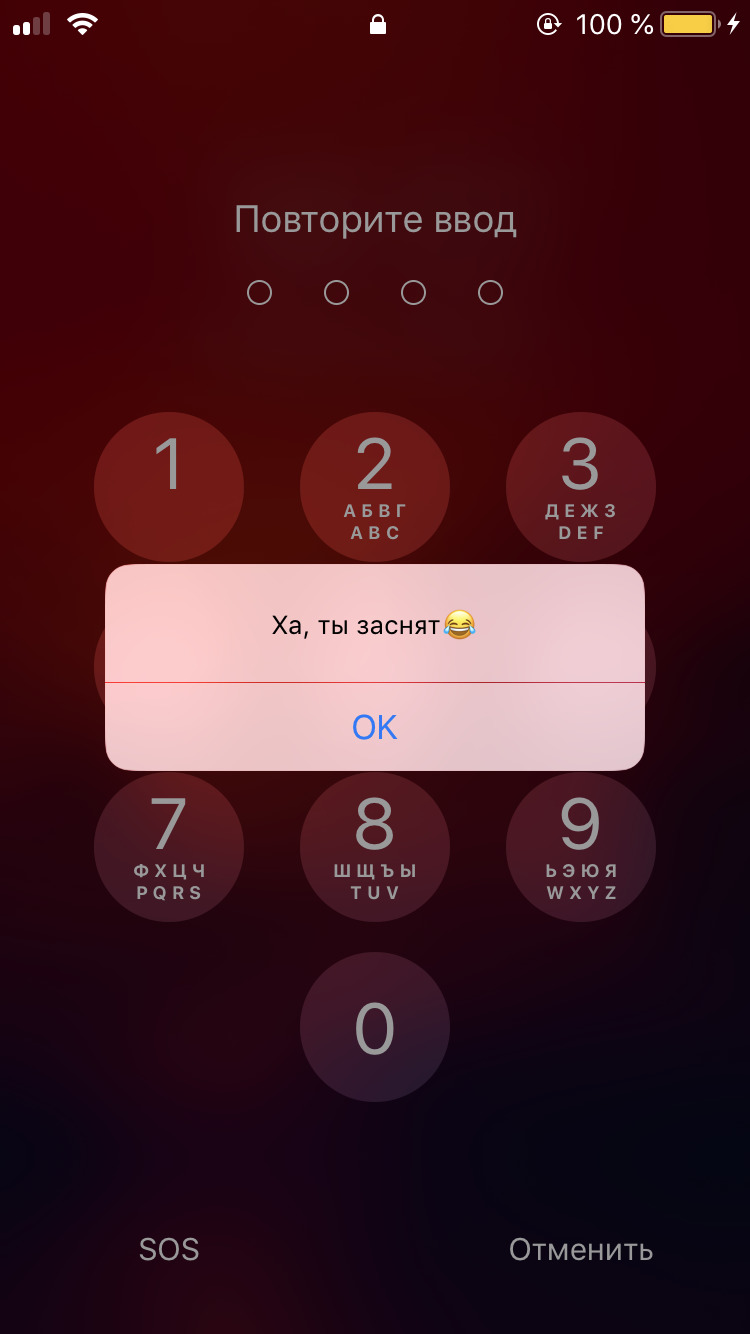 100 %
Повторите ввод
1
2
АБВГ
ABC
3
ДЕЖЗ
DEF
Ха, ты заснят😂
OK
7
ФХЦЧ
PQRS
8
ШЩЪЫ
TUV
9
ЬЭЮЯ
WXYZ
0
SOS
Отменить